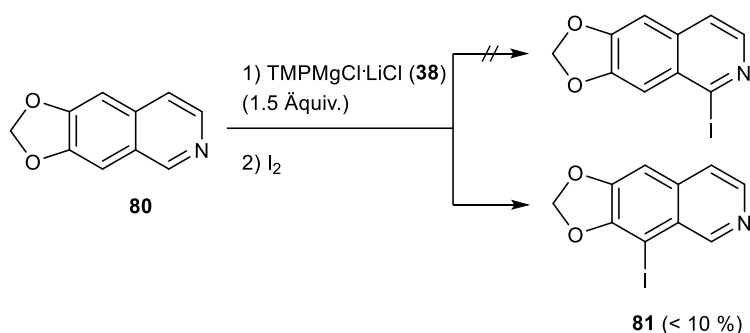 O
O
N
I
1) TMPMgCl·LiCl (38)
(1.5 Äquiv.)
O
O
N
2) I₂
80
O
O
N
I
81 (< 10 %)